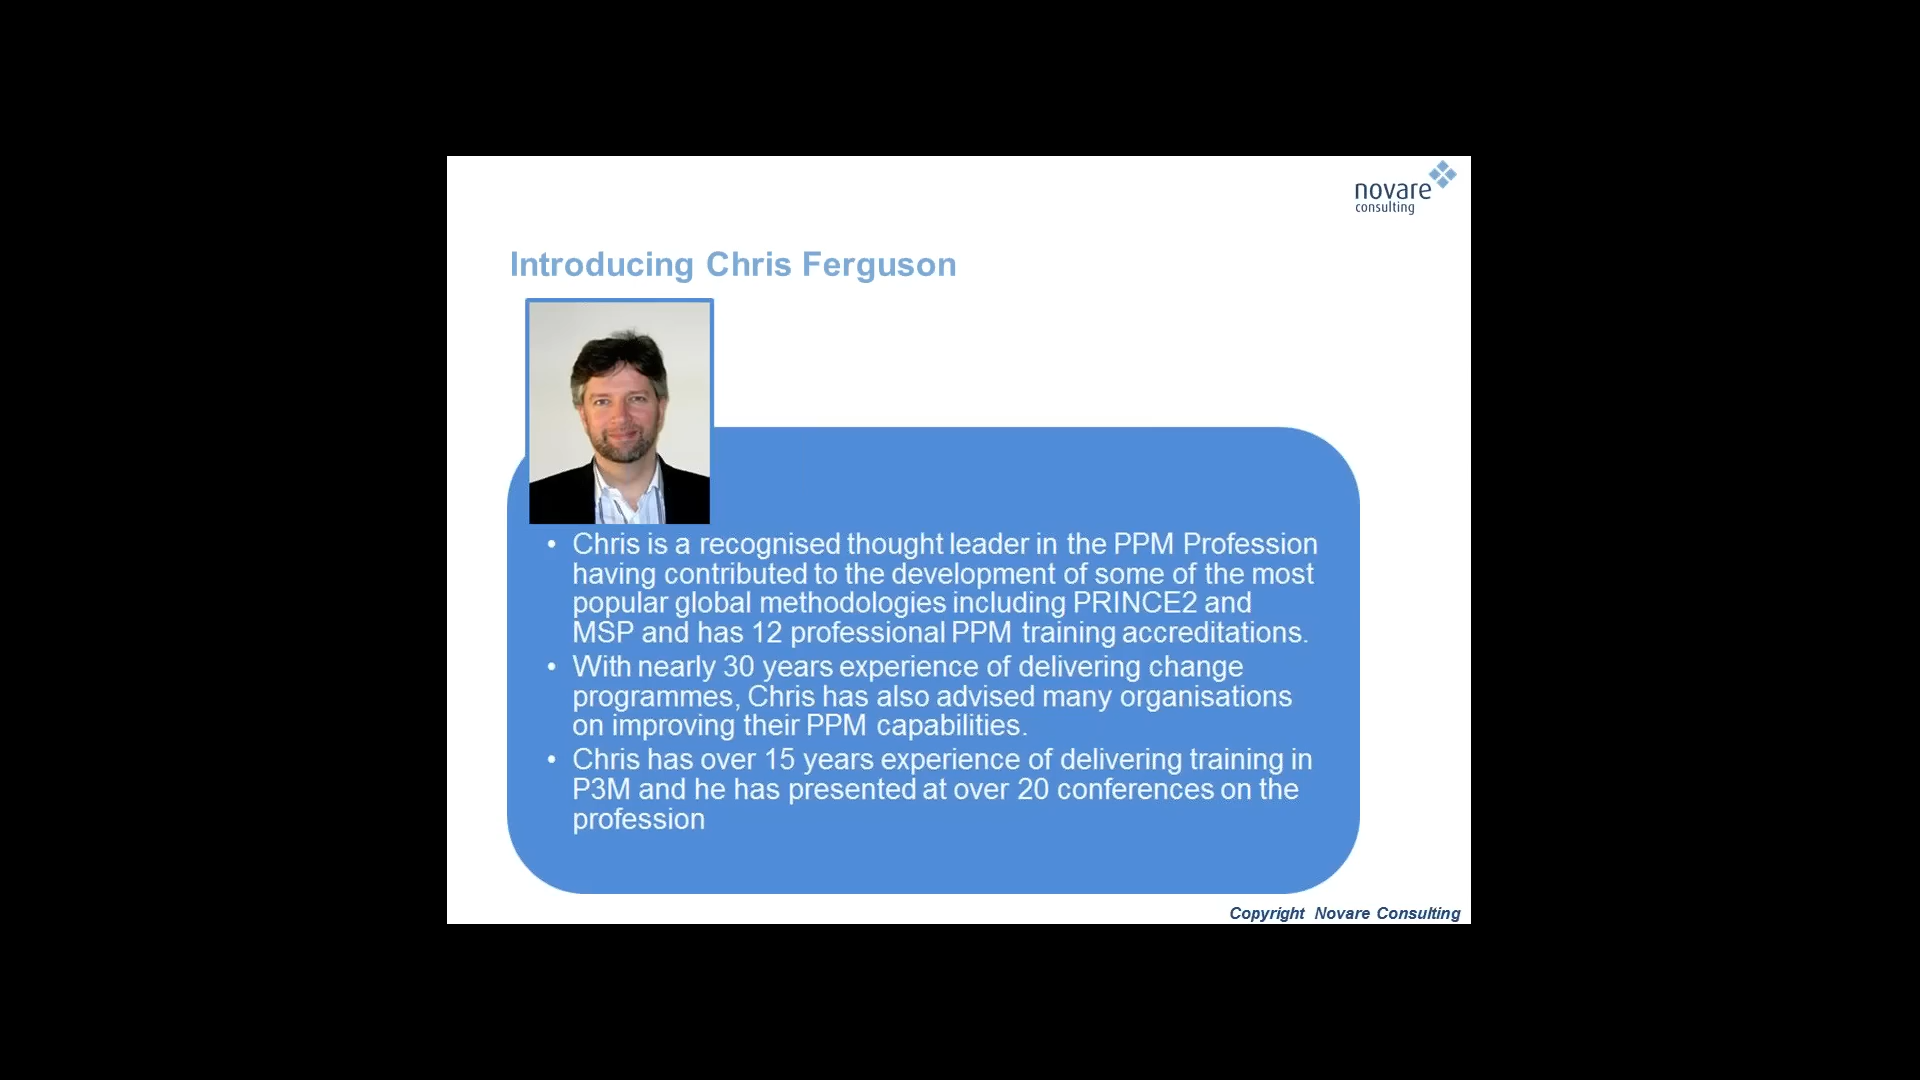 novare
consulting
Introducing Chris Ferguson
• Chris is a recognised thought leader in the PPM Profession
having contributed to the development of some of the most
popular global methodologies including PRINCE2 and
MSP and has 12 professional PPM training accreditations.
• With nearly 30 years experience of delivering change
programmes, Chris has also advised many organisations
on improving their PPM capabilities.
• Chris has over 15 years experience of delivering training in
P3M and he has presented at over 20 conferences on the
profession
Copyright Novare Consulting